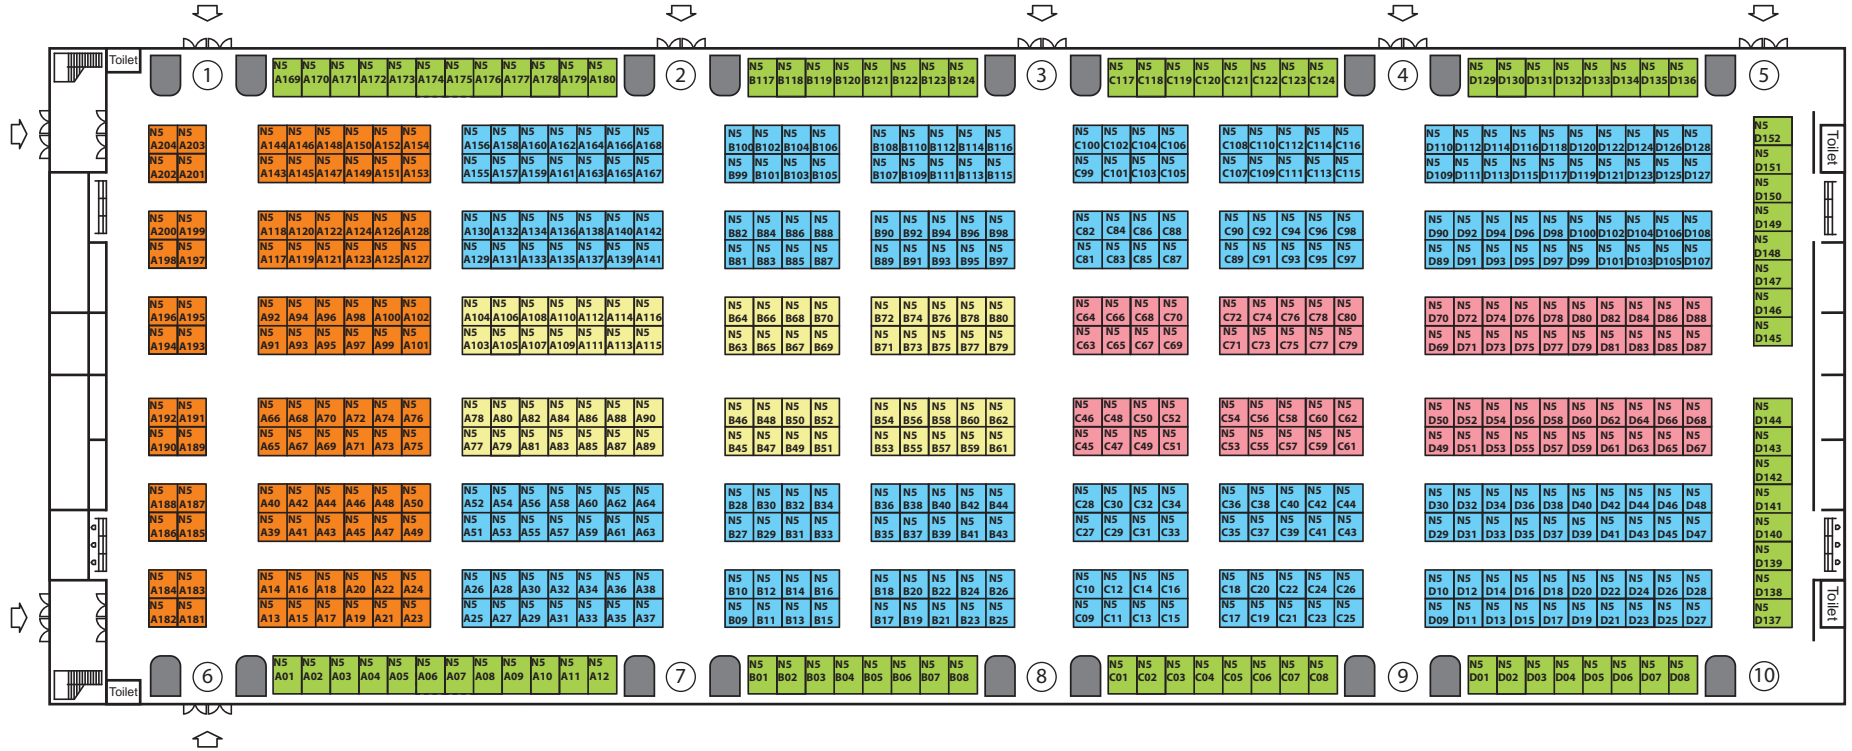 Toilet
1
N5 N5 N5 N5 N5 N5 N5 N5 N5 N5 N5 N5
A169 A170 A171 A172 A173 A174 A175 A176 A177 A178 A179 A180
2
N5 N5 N5 N5 N5 N5 N5 N5
B117 B118 B119 B120 B121 B122 B123 B124
3
N5 N5 N5 N5 N5 N5 N5 N5
C117 C118 C119 C120 C121 C122 C123 C124
4
N5 N5 N5 N5 N5 N5 N5 N5
D129 D130 D131 D132 D133 D134 D135 D136
5
N5 N5
A204 A203
N5 N5
A202 A201
N5 N5 N5 N5 N5 N5
A144 A146 A148 A150 A152 A154
N5 N5 N5 N5 N5 N5
A143 A145 A147 A149 A151 A153
N5 N5 N5 N5 N5 N5 N5
A156 A158 A160 A162 A164 A166 A168
N5 N5 N5 N5 N5 N5 N5
A155 A157 A159 A161 A163 A165 A167
N5 N5 N5 N5
B100 B102 B104 B106
N5 N5 N5 N5
B99 B101 B103 B105
N5 N5 N5 N5 N5
B108 B110 B112 B114 B116
N5 N5 N5 N5 N5
B107 B109 B111 B113 B115
N5 N5 N5 N5
C100 C102 C104 C106
N5 N5 N5 N5
C99 C101 C103 C105
N5 N5 N5 N5 N5
C108 C110 C112 C114 C116
N5 N5 N5 N5 N5
C107 C109 C111 C113 C115
N5 N5 N5 N5 N5 N5 N5 N5 N5 N5
D110 D112 D114 D116 D118 D120 D122 D124 D126 D128
N5 N5 N5 N5 N5 N5 N5 N5 N5 N5
D109 D111 D113 D115 D117 D119 D121 D123 D125 D127
N5
D152
N5
D151
N5
D150
N5
D149
N5
D148
N5
D147
N5
D146
N5
D145
Toilet
N5 N5
A200 A199
N5 N5
A198 A197
N5 N5 N5 N5 N5 N5
A118 A120 A122 A124 A126 A128
N5 N5 N5 N5 N5 N5
A117 A119 A121 A123 A125 A127
N5 N5 N5 N5 N5 N5 N5
A130 A132 A134 A136 A138 A140 A142
N5 N5 N5 N5 N5 N5 N5
A129 A131 A133 A135 A137 A139 A141
N5 N5 N5 N5
B82 B84 B86 B88
N5 N5 N5 N5
B81 B83 B85 B87
N5 N5 N5 N5 N5
B90 B92 B94 B96 B98
N5 N5 N5 N5 N5
B89 B91 B93 B95 B97
N5 N5 N5 N5
C82 C84 C86 C88
N5 N5 N5 N5
C81 C83 C85 C87
N5 N5 N5 N5 N5
C90 C92 C94 C96 C98
N5 N5 N5 N5 N5
C89 C91 C93 C95 C97
N5 N5 N5 N5 N5 N5 N5 N5 N5 N5
D90 D92 D94 D96 D98 D100 D102 D104 D106 D108
N5 N5 N5 N5 N5 N5 N5 N5 N5 N5
D89 D91 D93 D95 D97 D99 D101 D103 D105 D107
N5 N5
A196 A195
N5 N5
A194 A193
N5 N5 N5 N5 N5 N5
A92 A94 A96 A98 A100 A102
N5 N5 N5 N5 N5 N5
A91 A93 A95 A97 A99 A101
N5 N5 N5 N5 N5 N5 N5
A104 A106 A108 A110 A112 A114 A116
N5 N5 N5 N5 N5 N5 N5
A103 A105 A107 A109 A111 A113 A115
N5 N5 N5 N5
B64 B66 B68 B70
N5 N5 N5 N5
B63 B65 B67 B69
N5 N5 N5 N5 N5
B72 B74 B76 B78 B80
N5 N5 N5 N5 N5
B71 B73 B75 B77 B79
N5 N5 N5 N5
C64 C66 C68 C70
N5 N5 N5 N5
C63 C65 C67 C69
N5 N5 N5 N5 N5
C72 C74 C76 C78 C80
N5 N5 N5 N5 N5
C71 C73 C75 C77 C79
N5 N5 N5 N5 N5 N5 N5 N5 N5 N5
D70 D72 D74 D76 D78 D80 D82 D84 D86 D88
N5 N5 N5 N5 N5 N5 N5 N5 N5 N5
D69 D71 D73 D75 D77 D79 D81 D83 D85 D87
N5 N5
A192 A191
N5 N5
A190 A189
N5 N5 N5 N5 N5 N5
A66 A68 A70 A72 A74 A76
N5 N5 N5 N5 N5 N5
A65 A67 A69 A71 A73 A75
N5 N5 N5 N5 N5 N5 N5
A78 A80 A82 A84 A86 A88 A90
N5 N5 N5 N5 N5 N5 N5
A77 A79 A81 A83 A85 A87 A89
N5 N5 N5 N5
B46 B48 B50 B52
N5 N5 N5 N5
B45 B47 B49 B51
N5 N5 N5 N5 N5
B54 B56 B58 B60 B62
N5 N5 N5 N5 N5
B53 B55 B57 B59 B61
N5 N5 N5 N5
C46 C48 C50 C52
N5 N5 N5 N5
C45 C47 C49 C51
N5 N5 N5 N5 N5
C54 C56 C58 C60 C62
N5 N5 N5 N5 N5
C53 C55 C57 C59 C61
N5 N5 N5 N5 N5 N5 N5 N5 N5 N5
D50 D52 D54 D56 D58 D60 D62 D64 D66 D68
N5 N5 N5 N5 N5 N5 N5 N5 N5 N5
D49 D51 D53 D55 D57 D59 D61 D63 D65 D67
N5
D144
N5
D143
N5
D142
N5
D141
N5
D140
N5
D139
N5
D138
N5
D137
N5 N5
A188 A187
N5 N5
A186 A185
N5 N5 N5 N5 N5 N5
A40 A42 A44 A46 A48 A50
N5 N5 N5 N5 N5 N5
A39 A41 A43 A45 A47 A49
N5 N5 N5 N5 N5 N5 N5
A52 A54 A56 A58 A60 A62 A64
N5 N5 N5 N5 N5 N5 N5
A51 A53 A55 A57 A59 A61 A63
N5 N5 N5 N5
B28 B30 B32 B34
N5 N5 N5 N5
B27 B29 B31 B33
N5 N5 N5 N5 N5
B36 B38 B40 B42 B44
N5 N5 N5 N5 N5
B35 B37 B39 B41 B43
N5 N5 N5 N5
C28 C30 C32 C34
N5 N5 N5 N5
C27 C29 C31 C33
N5 N5 N5 N5 N5
C36 C38 C40 C42 C44
N5 N5 N5 N5 N5
C35 C37 C39 C41 C43
N5 N5 N5 N5 N5 N5 N5 N5 N5 N5
D30 D32 D34 D36 D38 D40 D42 D44 D46 D48
N5 N5 N5 N5 N5 N5 N5 N5 N5 N5
D29 D31 D33 D35 D37 D39 D41 D43 D45 D47
N5 N5
A184 A183
N5 N5
A182 A181
N5 N5 N5 N5 N5 N5
A14 A16 A18 A20 A22 A24
N5 N5 N5 N5 N5 N5
A13 A15 A17 A19 A21 A23
N5 N5 N5 N5 N5 N5 N5
A26 A28 A30 A32 A34 A36 A38
N5 N5 N5 N5 N5 N5 N5
A25 A27 A29 A31 A33 A35 A37
N5 N5 N5 N5
B10 B12 B14 B16
N5 N5 N5 N5
B09 B11 B13 B15
N5 N5 N5 N5 N5
B18 B20 B22 B24 B26
N5 N5 N5 N5 N5
B17 B19 B21 B23 B25
N5 N5 N5 N5
C10 C12 C14 C16
N5 N5 N5 N5
C09 C11 C13 C15
N5 N5 N5 N5 N5
C18 C20 C22 C24 C26
N5 N5 N5 N5 N5
C17 C19 C21 C23 C25
N5 N5 N5 N5 N5 N5 N5 N5 N5 N5
D10 D12 D14 D16 D18 D20 D22 D24 D26 D28
N5 N5 N5 N5 N5 N5 N5 N5 N5 N5
D09 D11 D13 D15 D17 D19 D21 D23 D25 D27
Toilet
Toilet
6
N5 N5 N5 N5 N5 N5 N5 N5 N5 N5 N5 N5
A01 A02 A03 A04 A05 A06 A07 A08 A09 A10 A11 A12
7
N5 N5 N5 N5 N5 N5 N5 N5
B01 B02 B03 B04 B05 B06 B07 B08
8
N5 N5 N5 N5 N5 N5 N5 N5
C01 C02 C03 C04 C05 C06 C07 C08
9
N5 N5 N5 N5 N5 N5 N5 N5
D01 D02 D03 D04 D05 D06 D07 D08
10